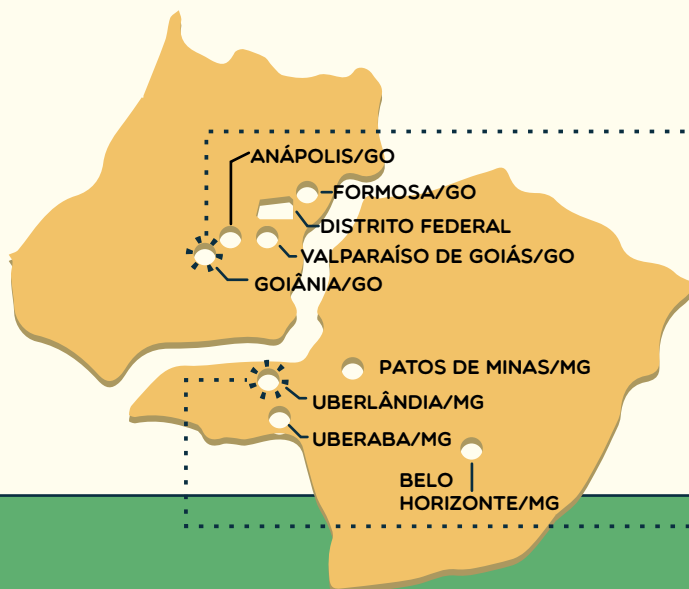 ANÁPOLIS/GO
FORMOSA/GO
DISTRITO FEDERAL
VALPARAÍSO DE GOIÁS/GO
GOIÂNIA/GO
PATOS DE MINAS/MG
UBERLÂNDIA/MG
UBERABA/MG
BELO
HORIZONTE/MG